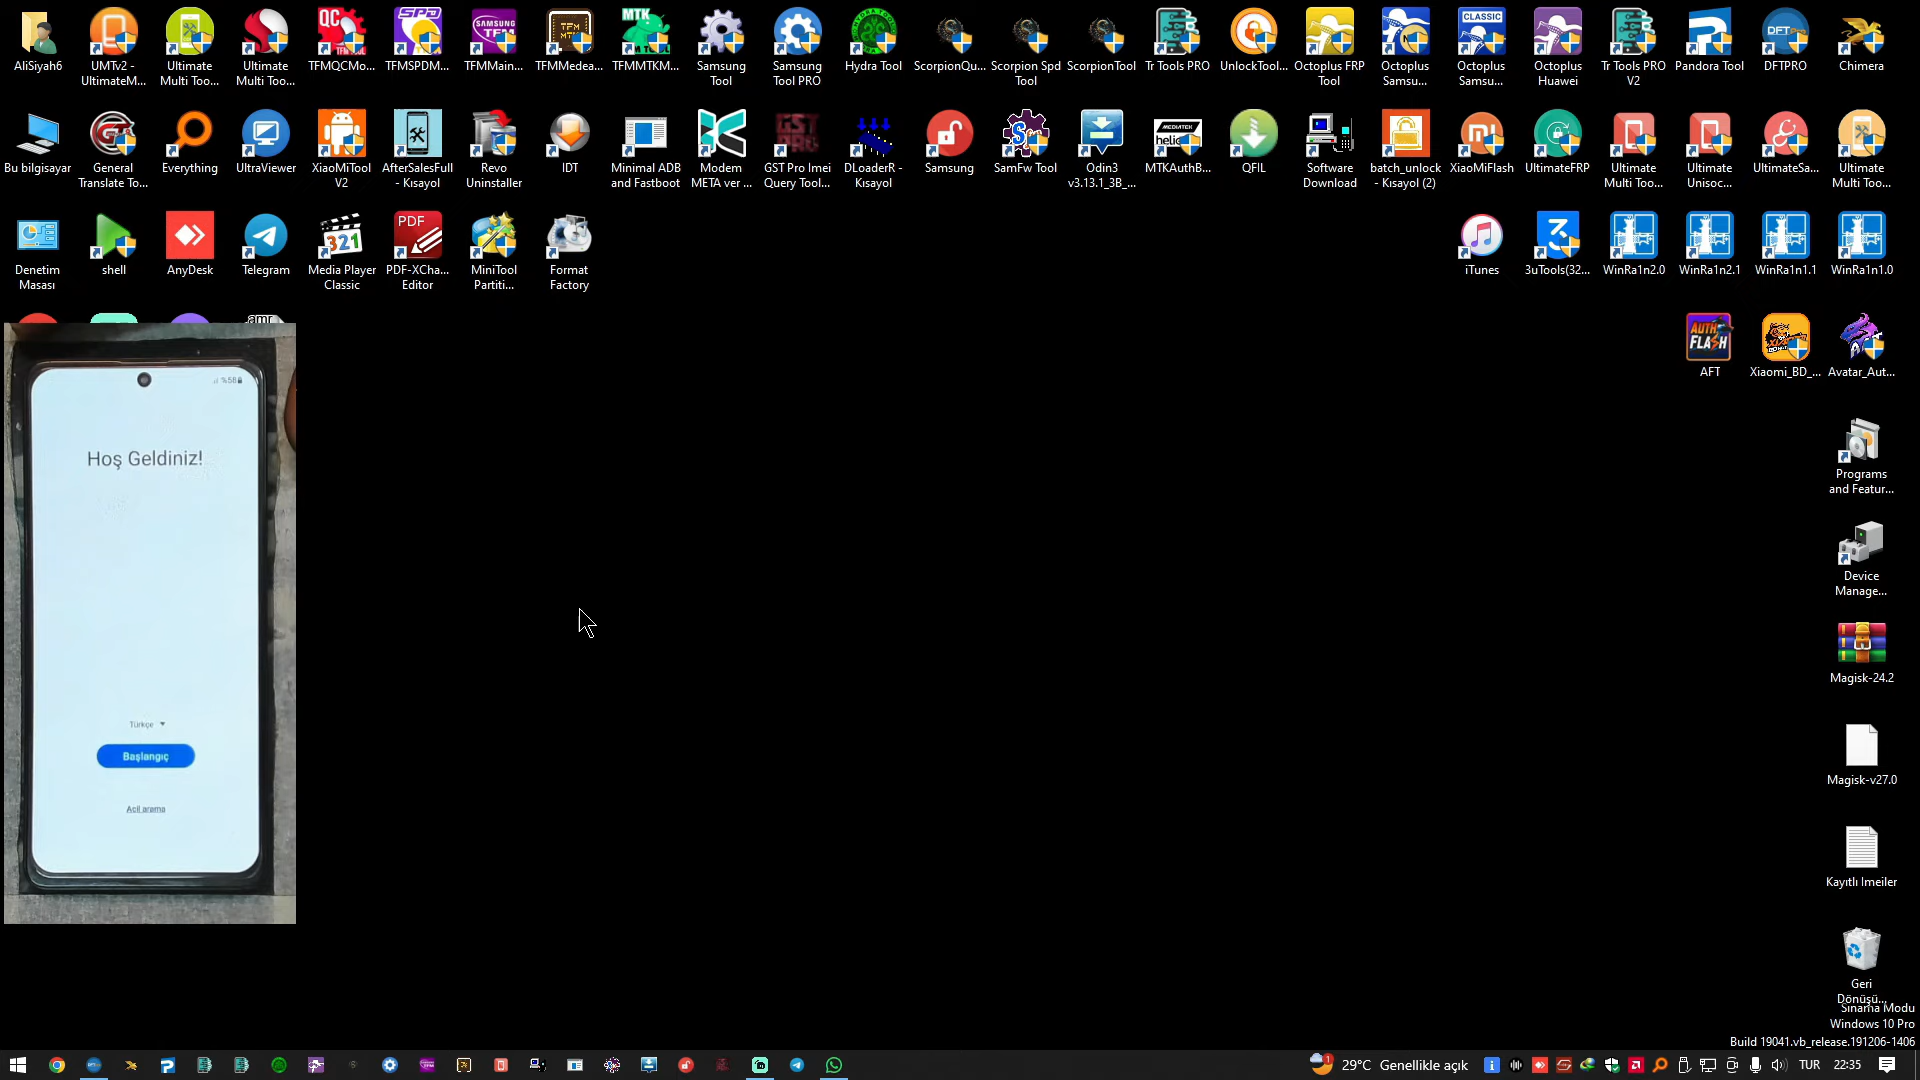 AliSiyah6
UMTv2 -
UltimateM...
Ultimate
Multi Too...
Ultimate
Multi Too...
TFMQCMo...
TFMSPDM...
TFMMain...
TFMMedea...
TFMMTKM...
Samsung
Tool
Samsung
Tool PRO
Hydra Tool
ScorpionQu...
Scorpion Spd
Tool
ScorpionTool
Tr Tools PRO
UnlockTool...
Octoplus FRP
Tool
Octoplus
Samsu...
Octoplus
Samsu...
Octoplus
Huawei
Tr Tools PRO
V2
Pandora Tool
DFTPRO
Chimera
Bu bilgisayar
General
Translate To...
Everything
UltraViewer
XiaoMiTool
V2
AfterSalesFull
- Kısayol
Revo
Uninstaller
IDT
Minimal ADB
and Fastboot
Modem
META ver ...
GST Pro Imei
Query Tool...
DLoaderR -
Kısayol
Samsung
SamFw Tool
Odin3
v3.13.1_3B_...
MTKAuthB...
QFIL
Software
Download
batch_unlock
- Kısayol (2)
XiaoMiFlash
UltimateFRP
Ultimate
Multi Too...
Ultimate
Unisoc...
UltimateSa...
Ultimate
Multi Too...
Denetim
Masası
shell
AnyDesk
Telegram
Media Player
Classic
PDF-XCha...
Editor
MiniTool
Partiti...
Format
Factory
iTunes
3uTools(32...
WinRa1n2.0
WinRa1n2.1
WinRa1n1.1
WinRa1n1.0
amr
AFT
Xiaomi_BD_...
Avatar_Aut...
%58
Hoş Geldiniz!
Türkçe
Başlangıç
Acil arama
Programs
and Featur...
Device
Manage...
Magisk-24.2
Magisk-v27.0
Kayıtlı Imeiler
Geri
Dönüşü...
Sınama Modu
Windows 10 Pro
Build 19041.vb_release.191206-1406
29°C Genellikle açık
TUR
22:35